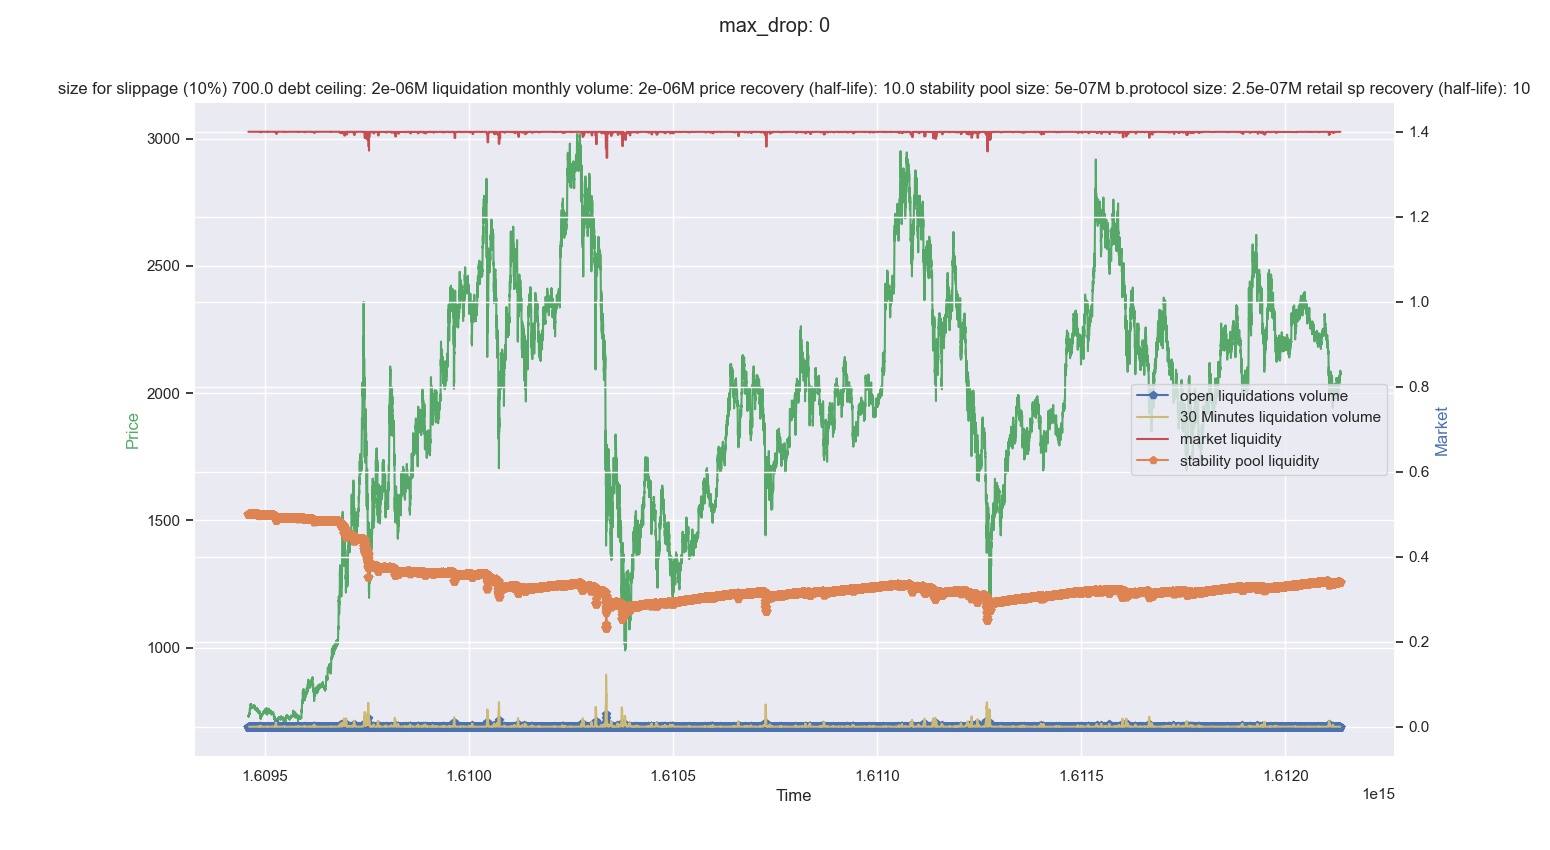 max_drop: 0
size for slippage (10%) 700.0 debt ceiling: 2e-06M liquidation monthly volume: 2e-06M price recovery (half-life): 10.0 stability pool size: 5e-07M b.protocol size: 2.5e-07M retail sp recovery (half-life): 10
3000
2500
2000
1500
1000
Price
1.4
1.2
1.0
0.8
0.6
0.4
0.2
0.0
Market
open liquidations volume
30 Minutes liquidation volume
market liquidity
stability pool liquidity
1.6095
1.6100
1.6105
1.6110
1.6115
1.6120
Time
1e15